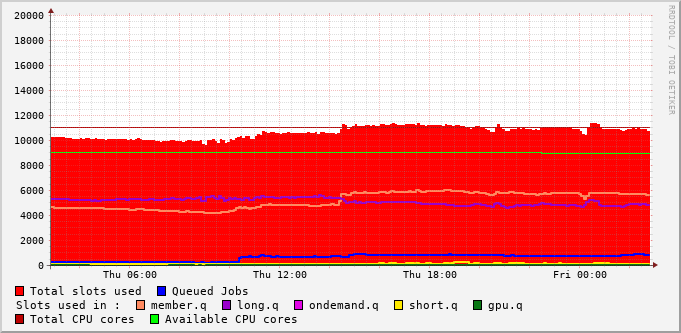 RRDTOOL / TOBI OETIKER
20000
18000
16000
14000
12000
10000
8000
6000
4000
2000
0
Thu 06:00 Thu 12:00 Thu 18:00 Fri 00:00
Total slots used Queued Jobs
Slots used in : member.q long.q ondemand.q short.q gpu.q
Total CPU cores Available CPU cores